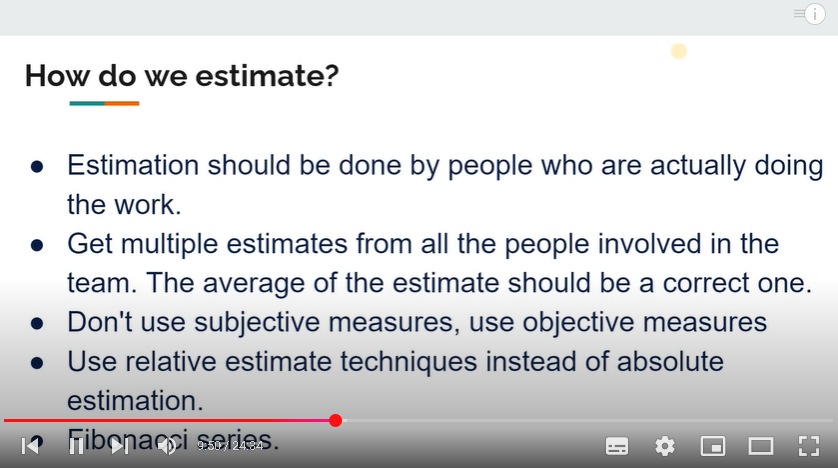 How do we estimate?
● Estimation should be done by people who are actually doing
the work.
● Get multiple estimates from all the people involved in the
team. The average of the estimate should be a correct one.
● Don't use subjective measures, use objective measures
● Use relative estimate techniques instead of absolute
estimation.
● Fibonacci series.
9:50 / 24:34